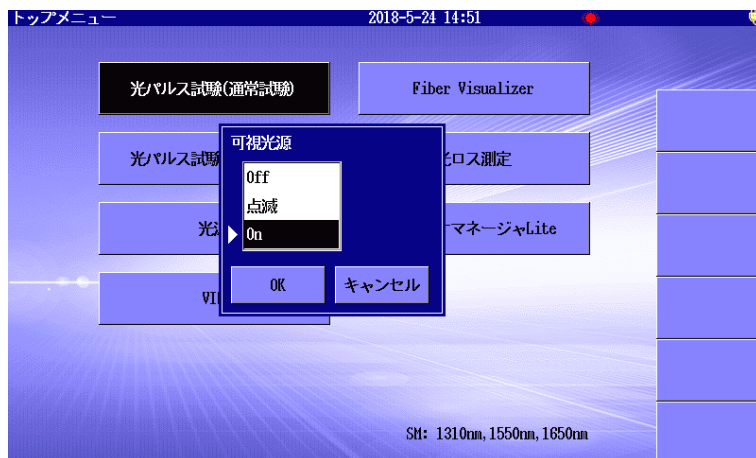 トップメニュー 2018-5-24 14:51
光パルス試験(通常試験) Fiber Visualizer
可視光源
光パルス試験 光ロス測定
Off
点滅
光 マネージャLite
On
OK キャンセル
SM: 1310nm,1550nm,1650nm